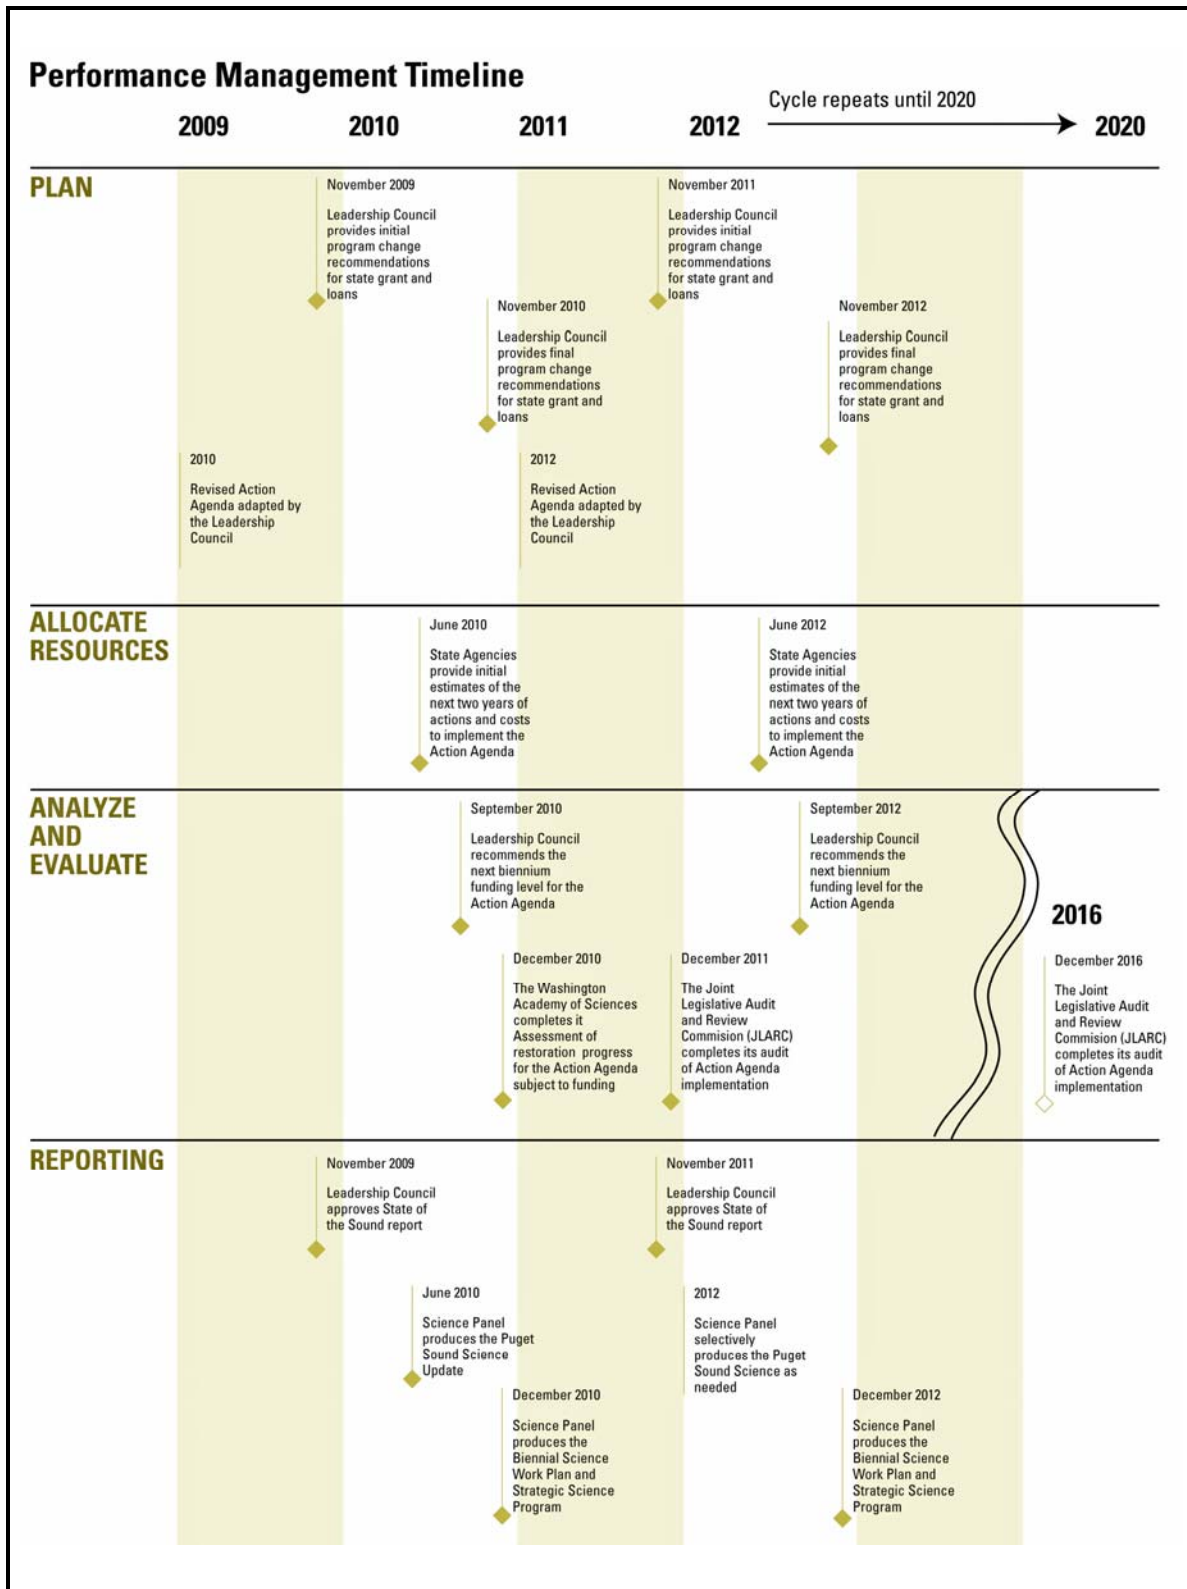 Performance Management Timeline
Cycle repeats until 2020
2009
2010
2011
2012
2020
PLAN
November 2009
Leadership Council
provides initial
program change
recommendations
for state grant and
loans
November 2011
Leadership Council
provides initial
program change
recommendations
for state grant and
loans
November 2010
Leadership Council
provides final
program change
recommendations
for state grant and
loans
November 2012
Leadership Council
provides final
program change
recommendations
for state grant and
loans
2010
Revised Action
Agenda adapted by
the Leadership
Council
2012
Revised Action
Agenda adapted by
the Leadership
Council
ALLOCATE
RESOURCES
June 2010
State Agencies
provide initial
estimates of the
next two years of
actions and costs
to implement the
Action Agenda
June 2012
State Agencies
provide initial
estimates of the
next two years of
actions and costs
to implement the
Action Agenda
ANALYZE
AND
EVALUATE
September 2010
Leadership Council
recommends the
next biennium
funding level for the
Action Agenda
September 2012
Leadership Council
recommends the
next biennium
funding level for the
Action Agenda
2016
December 2010
The Washington
Academy of Sciences
completes it
Assessment of
restoration progress
for the Action Agenda
subject to funding
December 2011
The Joint
Legislative Audit
and Review
Commision (JLARC)
completes its audit
of Action Agenda
implementation
December 2016
The Joint
Legislative Audit
and Review
Commision (JLARC)
completes its audit
of Action Agenda
implementation
REPORTING
November 2009
Leadership Council
approves State of
the Sound report
November 2011
Leadership Council
approves State of
the Sound report
June 2010
Science Panel
produces the Puget
Sound Science
Update
2012
Science Panel
selectively
produces the Puget
Sound Science as
needed
December 2010
Science Panel
produces the
Biennial Science
Work Plan and
Strategic Science
Program
December 2012
Science Panel
produces the
Biennial Science
Work Plan and
Strategic Science
Program